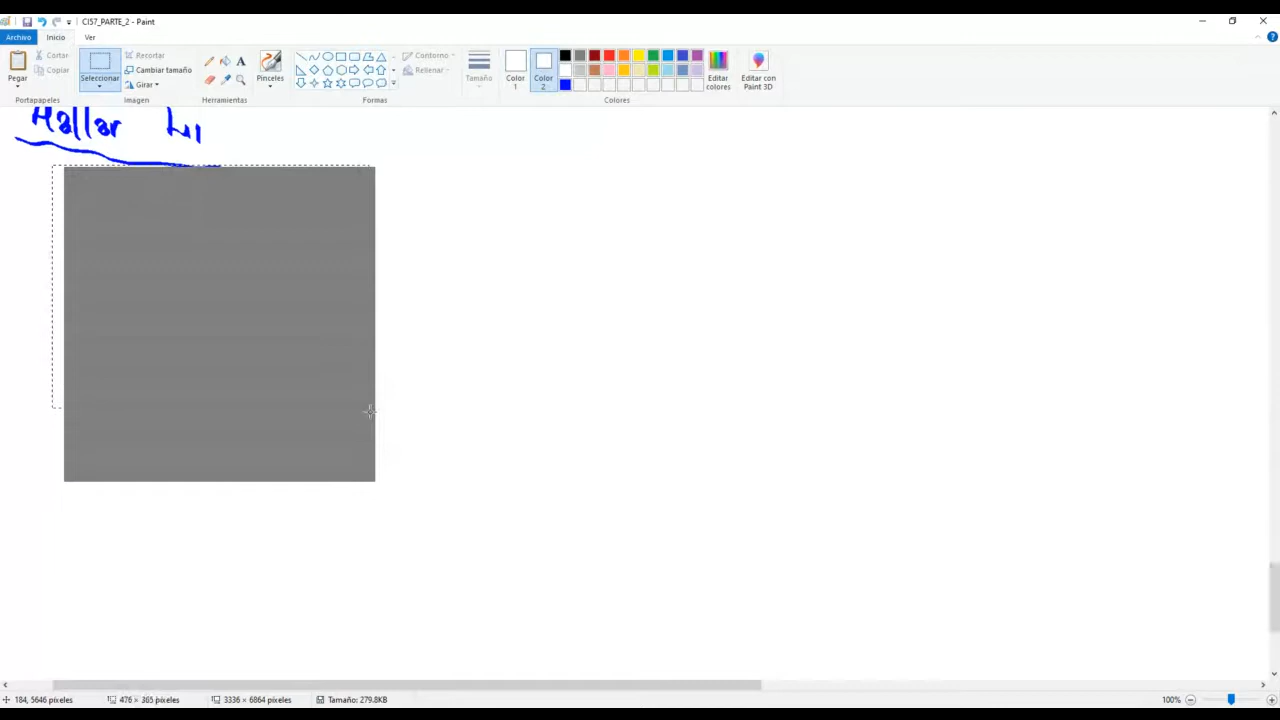 CI57_PARTE_2 - Paint
Archivo
Inicio
Ver
Pegar
Cortar
Copiar
Portapapeles
Seleccionar
Recortar
Cambiar tamaño
Girar
Imagen
Herramientas
Pinceles
Contorno
Rellenar
Formas
Tamaño
Color 1
Color 2
Editar colores
Editar con Paint 3D
Colores
Hallar
184, 5646 píxeles
476 × 365 píxeles
3336 × 6864 píxeles
Tamaño: 279.8KB
100%